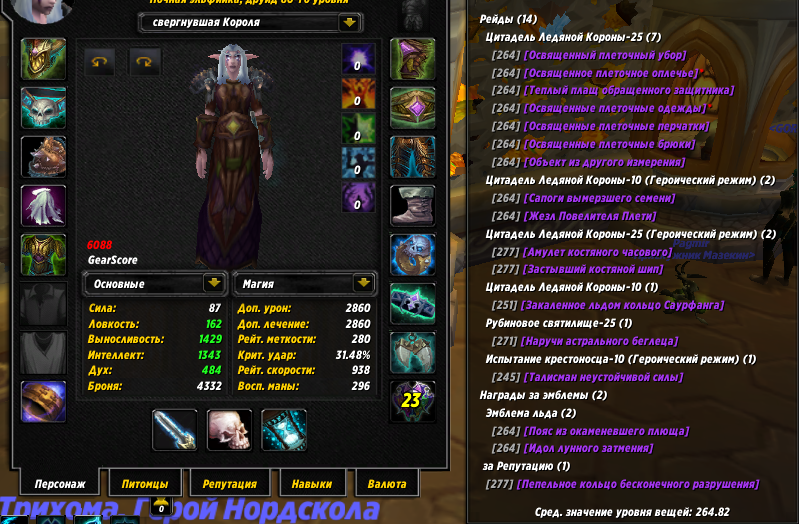 Ночная эльфийка, друид 80-го уровня
свергнувшая Короля
0
0
0
0
0
6088
GearScore
Основные
Магия
Сила: 87
Ловкость: 162
Выносливость: 1429
Интеллект: 1343
Дух: 484
Броня: 4332
Доп. урон: 2860
Доп. лечение: 2860
Рейт. меткости: 280
Крит. удар: 31.48%
Рейт. скорости: 938
Восп. маны: 296
23
Персонаж
Питомцы
Репутация
Навыки
Валюта
0
Трихома, Герой Нордскола
Рейды (14)
Цитадель Ледяной Короны-25 (7)
[264] [Освященный плеточный убор]
[264] [Освященное плеточное оплечье]
[264] [Теплый плащ обращенного защитника]
[264] [Освященные плеточные одежды]
[264] [Освященные плеточные перчатки]
[264] [Освященные плеточные брюки]
[264] [Объект из другого измерения]
Цитадель Ледяной Короны-10 (Героический режим) (2)
[264] [Сапоги вымерзшего семени]
[264] [Жезл Повелителя Плети]
Цитадель Ледяной Короны-25 (Героический режим) (2)
[277] [Амулет костяного часового]
[277] [Застывший костяной шип]
Цитадель Ледяной Короны-10 (1)
[251] [Закаленное льдом кольцо Саурфанга]
Рубиновое святилище-25 (1)
[271] [Наручи астрального беглеца]
Испытание крестоносца-10 (Героический режим) (1)
[245] [Талисман неустойчивой силы]
Награды за эмблемы (2)
Эмблема льда (2)
[264] [Пояс из окаменевшего плюща]
[264] [Идол лунного затмения]
за Репутацию (1)
[277] [Пепельное кольцо бесконечного разрушения]
Сред. значение уровня вещей: 264.82